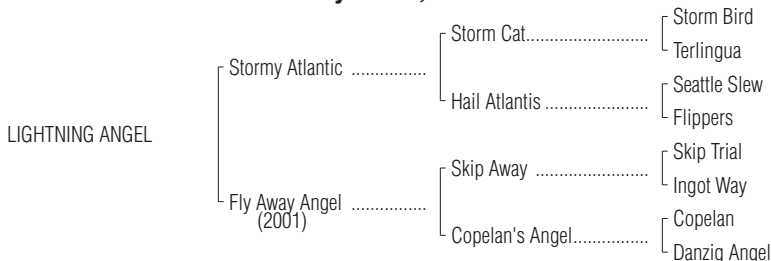 Storm Bird
Storm Cat........................
Terlingua
Stormy Atlantic ...............
Seattle Slew
Hail Atlantis .....................
Flippers
LIGHTNING ANGEL
Skip Trial
Skip Away .......................
Ingot Way
Fly Away Angel ...............
(2001)
Copelan
Copelan's Angel...............
Danzig Angel